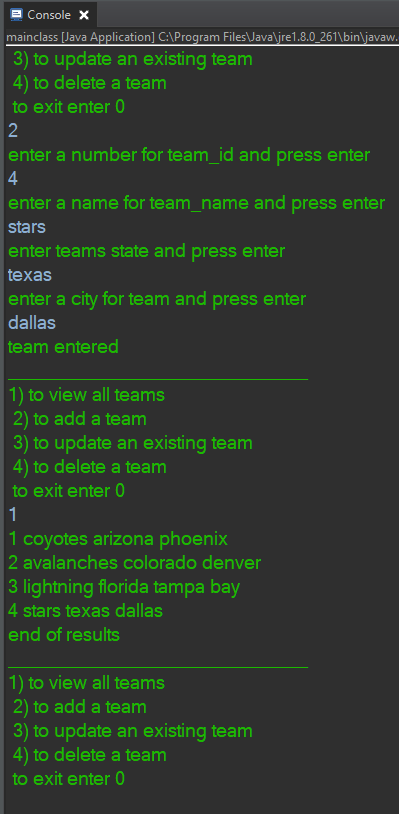 Console
mainclass [Java Application] C:\Program Files\Java\jre1.8.0_261\bin\javaw.
3) to update an existing team
4) to delete a team
to exit enter 0
2
enter a number for team_id and press enter
4
enter a name for team_name and press enter
stars
enter teams state and press enter
texas
enter a city for team and press enter
dallas
team entered
______________________________
1) to view all teams
2) to add a team
3) to update an existing team
4) to delete a team
to exit enter 0
1
1 coyotes arizona phoenix
2 avalanches colorado denver
3 lightning florida tampa bay
4 stars texas dallas
end of results
______________________________
1) to view all teams
2) to add a team
3) to update an existing team
4) to delete a team
to exit enter 0